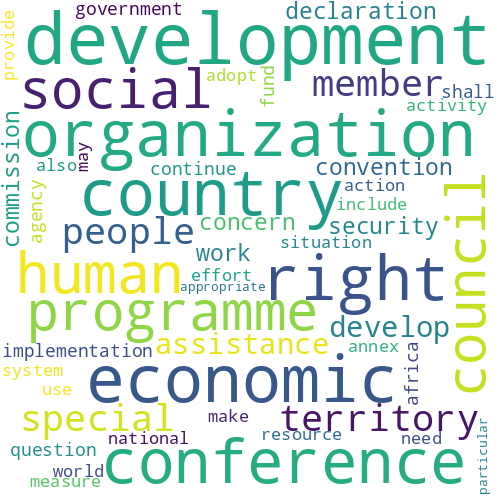 government
declaration
provide
development
social
adopt
fund
member
shall
activity
organization
commission
also
may
continue
convention
action
agency
country
include
people
concern
security
council
work
situation
human
effort
appropriate
right
programme
develop
implementation
assistance
annex
africa
system
economic
use
special
make
territory
national
resource
need
question
world
conference
measure
particular